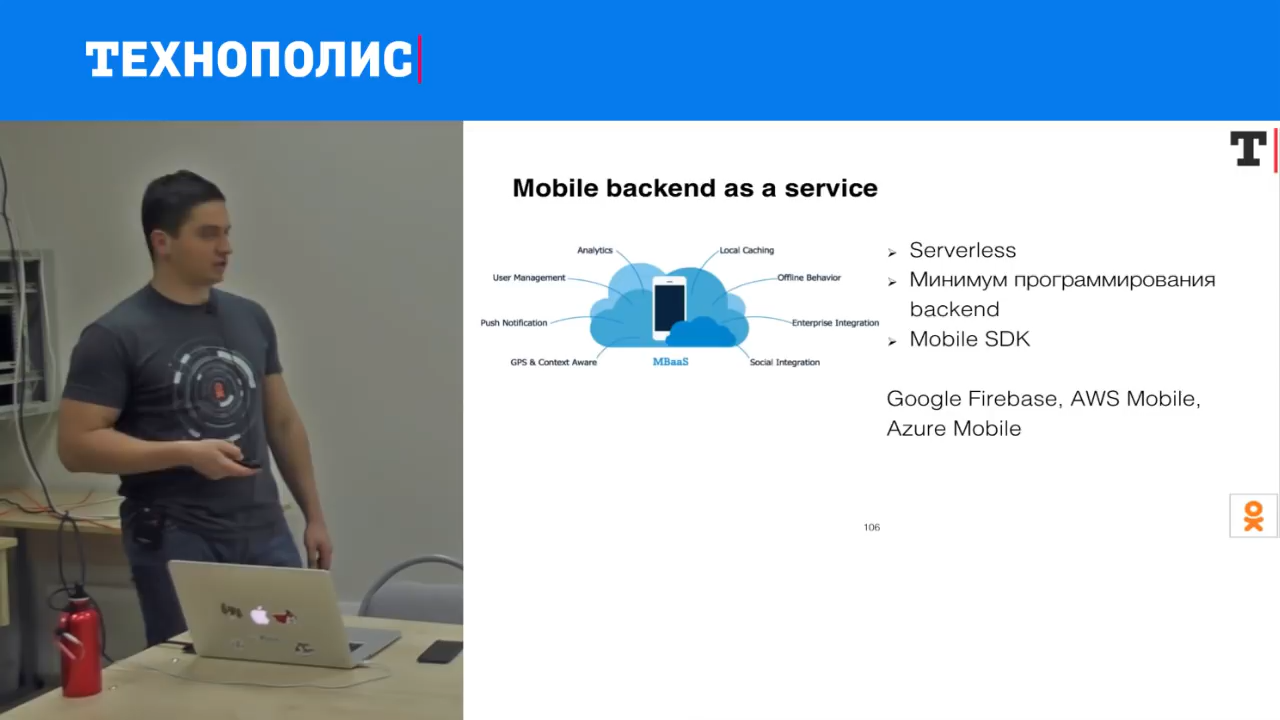 ТЕХНОПОЛИС
T
Mobile backend as a service
Analytics
Local Caching
User Management
Offline Behavior
Push Notification
Enterprise Integration
GPS & Context Aware
MBaaS
Social Integration
Serverless
Минимум программирования
backend
Mobile SDK
Google Firebase, AWS Mobile,
Azure Mobile
106